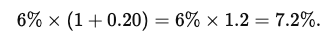 6% × (1 + 0.20) = 6% × 1.2 = 7.2%.